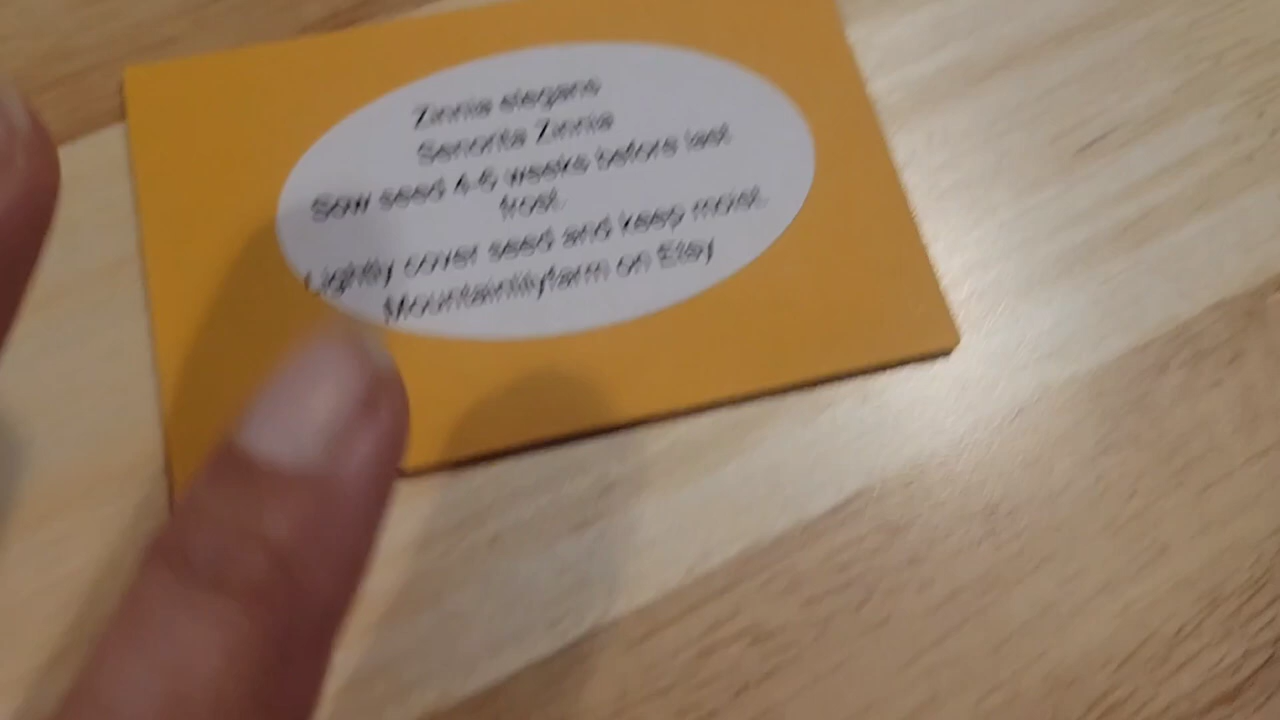 Zinnia elegans
Senorita Zinnia
Sow seed 4-6 weeks before last
frost.
Lightly cover seed and keep moist.
Mountainlilyfarm on Etsy